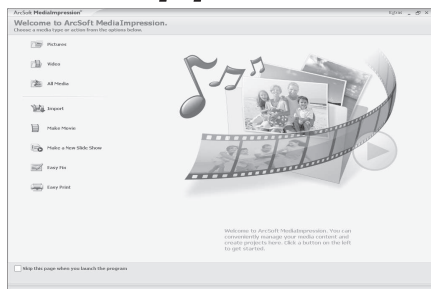 ArcSoft MediaImpression™
Welcome to ArcSoft MediaImpression.
Choose a media type or action from the options below.
Pictures
Video
All Media
Import
Make Movie
Make a New Slide Show
Easy Fix
Easy Print
Welcome to ArcSoft MediaImpression. You can
conveniently manage your media content and
create projects here. Click a button on the left
to get started.
Skip this page when you launch the program